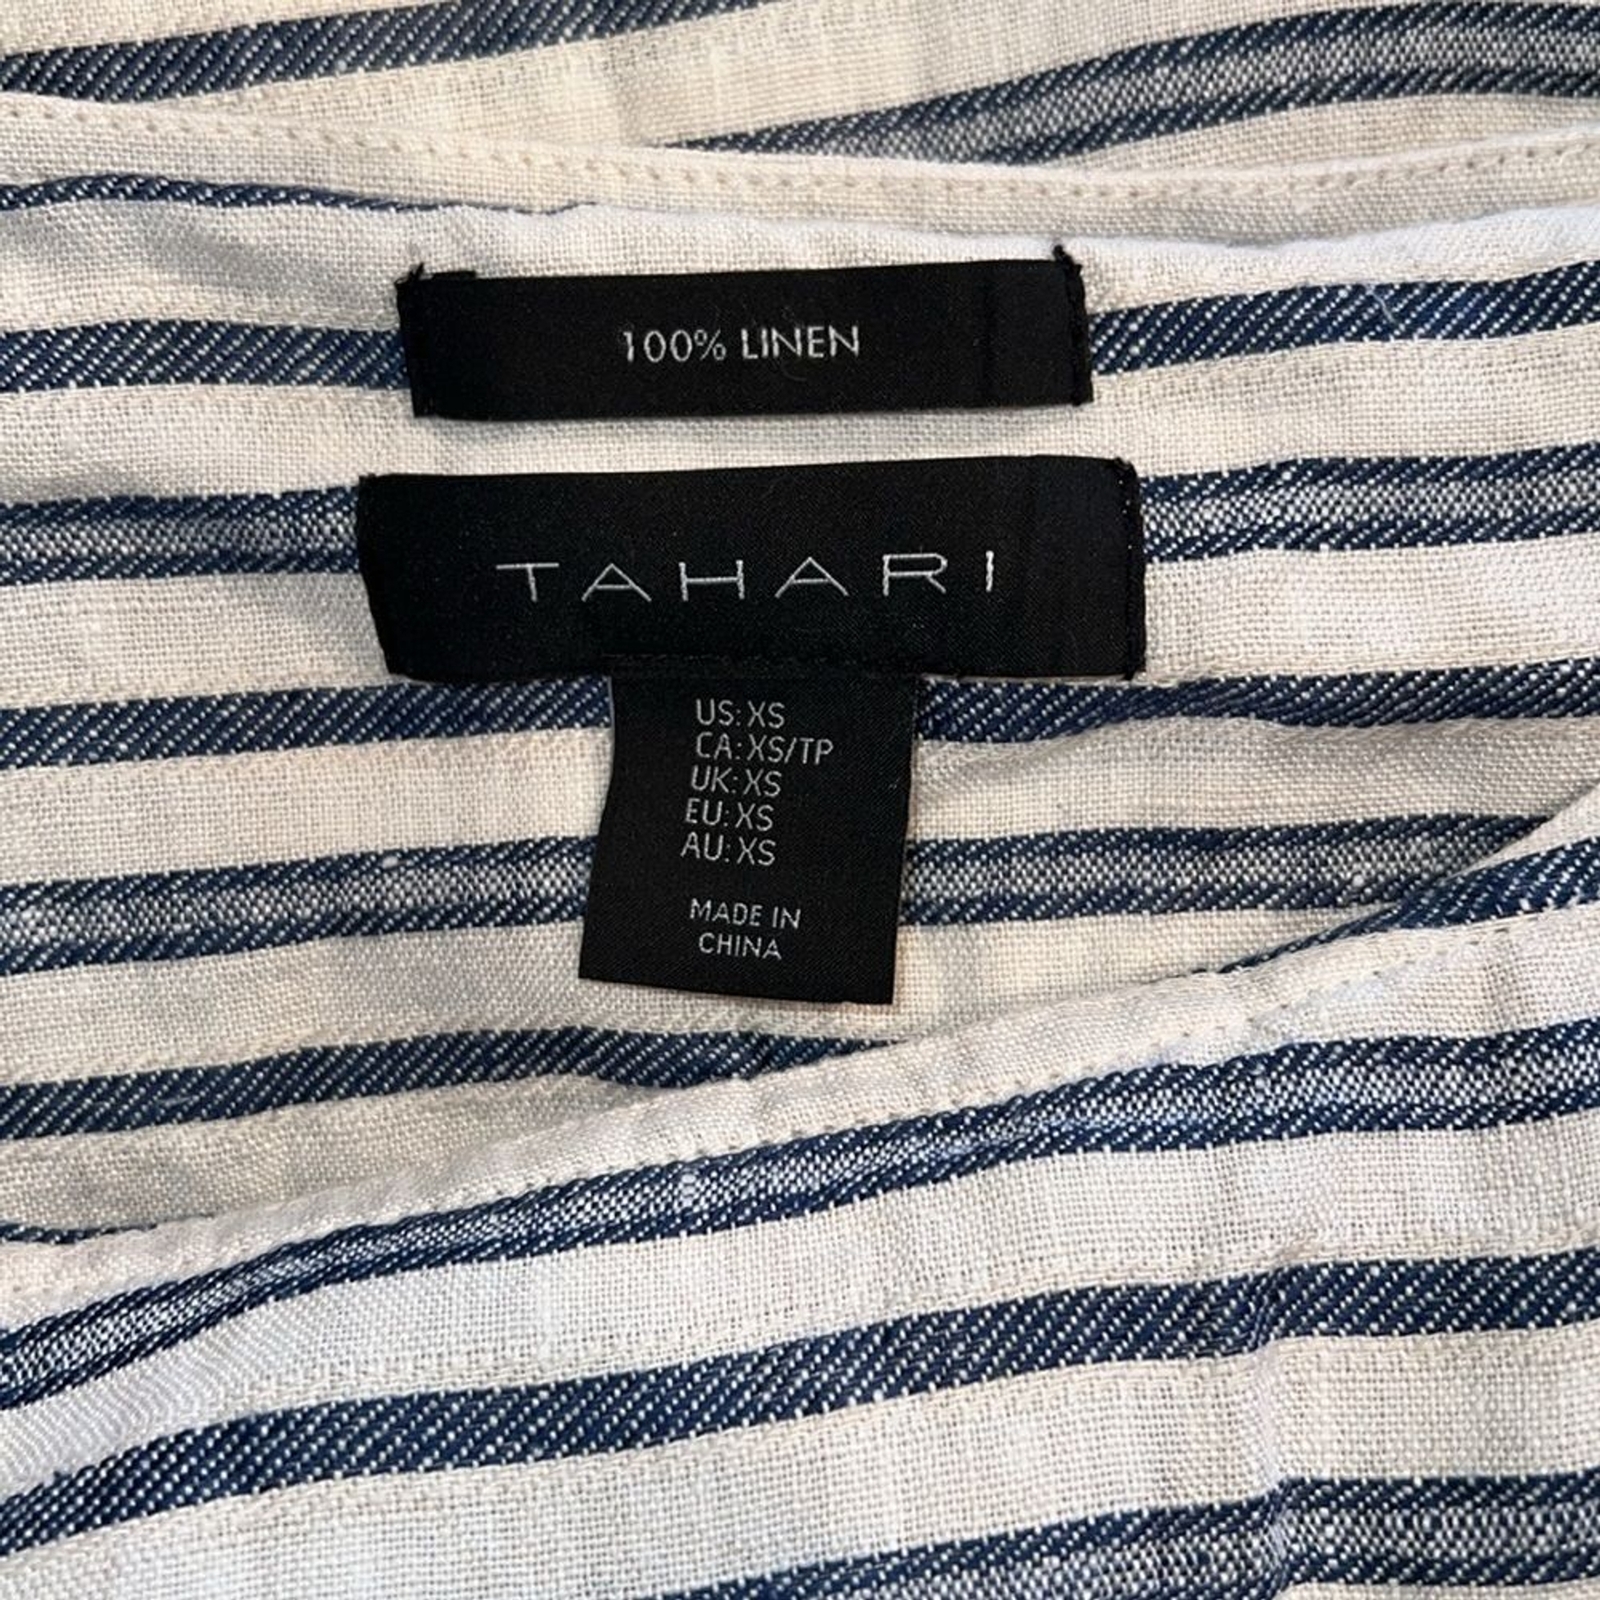 100% LINEN
TAHARI
US: XS
CA: XS/TP
UK: XS
EU: XS
AU: XS
MADE IN
CHINA